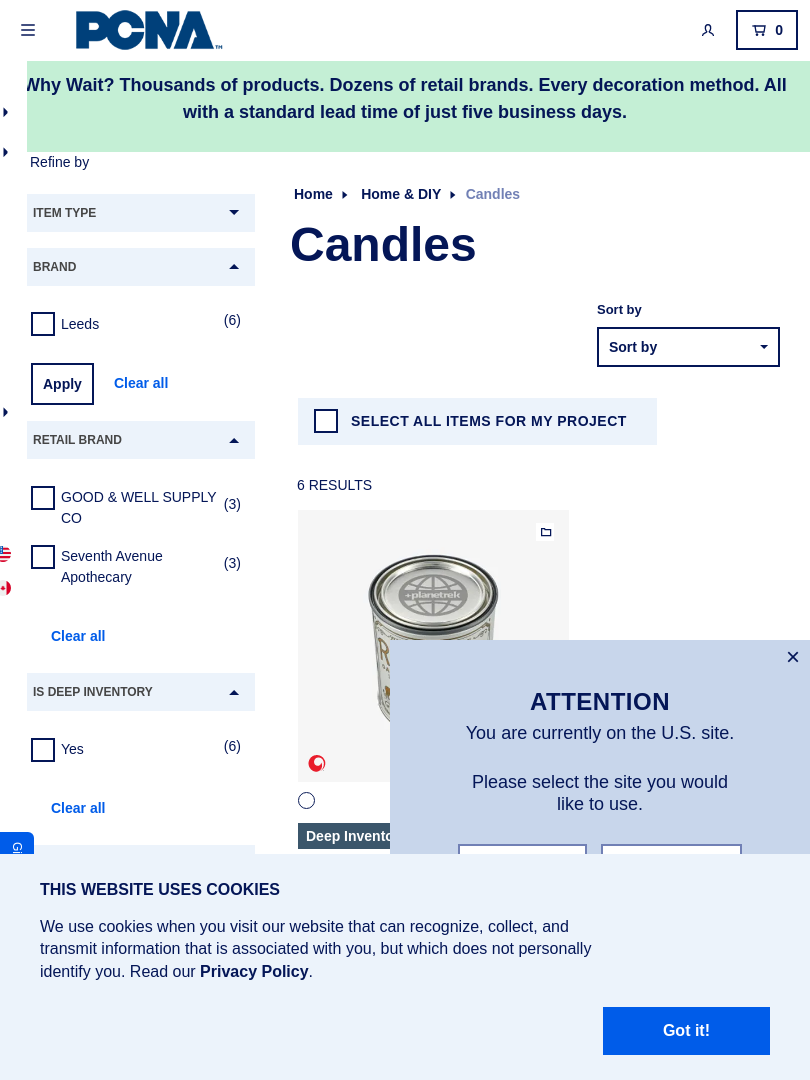 PCNA TM
0
Why Wait? Thousands of products. Dozens of retail brands. Every decoration method. All
with a standard lead time of just five business days.
Refine by
Home Home & DIY Candles
ITEM TYPE
Candles
BRAND
Leeds (6)
Sort by
Sort by
Apply Clear all
SELECT ALL ITEMS FOR MY PROJECT
RETAIL BRAND
6 RESULTS
GOOD & WELL SUPPLY
CO
(3)
Seventh Avenue
Apothecary
(3)
planetrek
Clear all
IS DEEP INVENTORY
Yes (6)
Clear all
ATTENTION
You are currently on the U.S. site.
Please select the site you would
like to use.
THIS WEBSITE USES COOKIES
We use cookies when you visit our website that can recognize, collect, and
transmit information that is associated with you, but which does not personally
identify you. Read our Privacy Policy.
Got it!
Deep